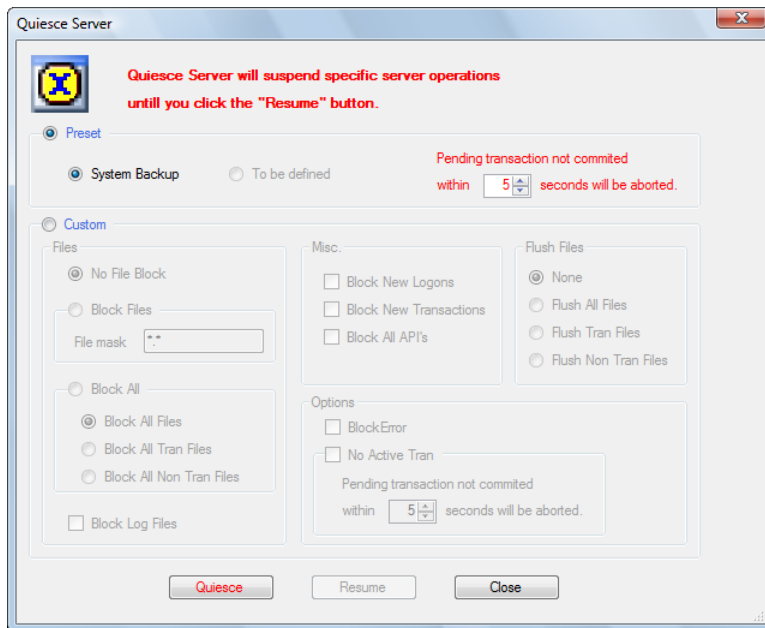 Quiesce Server
Quiesce Server will suspend specific server operations
untill you click the "Resume" button.
Preset
System Backup
To be defined
Pending transaction not commited
within 5 seconds will be aborted.
Custom
Files
No File Block
Block Files
File mask *.*
Block All
Block All Files
Block All Tran Files
Block All Non Tran Files
Block Log Files
Misc.
Block New Logons
Block New Transactions
Block All API's
Flush Files
None
Flush All Files
Flush Tran Files
Flush Non Tran Files
Options
BlockError
No Active Tran
Pending transaction not commited
within 5 seconds will be aborted.
Quiesce
Resume
Close